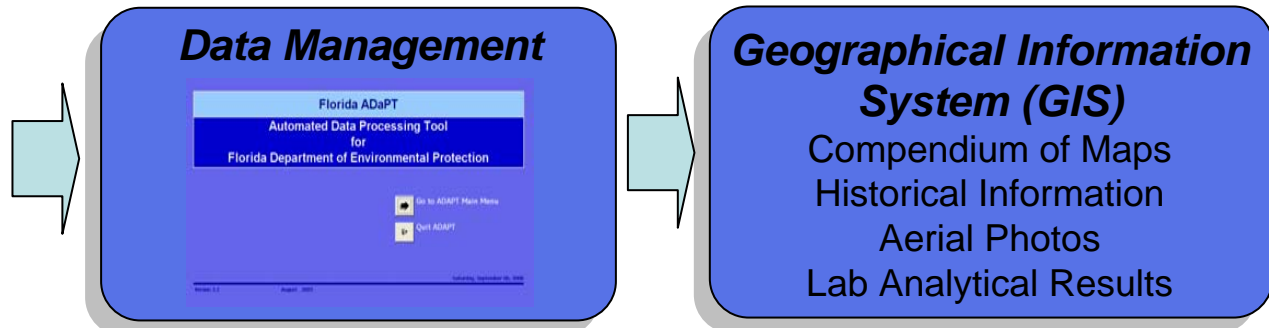 Data Management
Florida ADaPT
Automated Data Processing Tool
for
Florida Department of Environmental Protection
Go to ADAPT Main Menu
Quit ADAPT
August
Geographical Information
System (GIS)
Compendium of Maps
Historical Information
Aerial Photos
Lab Analytical Results